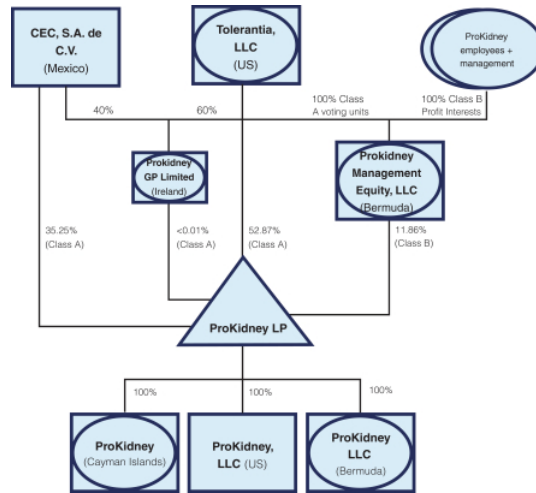 CEC, S.A. de
C.V.
(Mexico)
Tolerantia,
LLC
(US)
ProKidney
employees +
management
40%
60%
100% Class
A voting units
100% Class B
Profit Interests
Prokidney
GP Limited
(Ireland)
Prokidney
Management
Equity, LLC
(Bermuda)
35.25%
(Class A)
<0.01%
(Class A)
52.87%
(Class A)
11.86%
(Class B)
ProKidney LP
100%
100%
100%
ProKidney
(Cayman Islands)
ProKidney,
LLC (US)
ProKidney
LLC
(Bermuda)